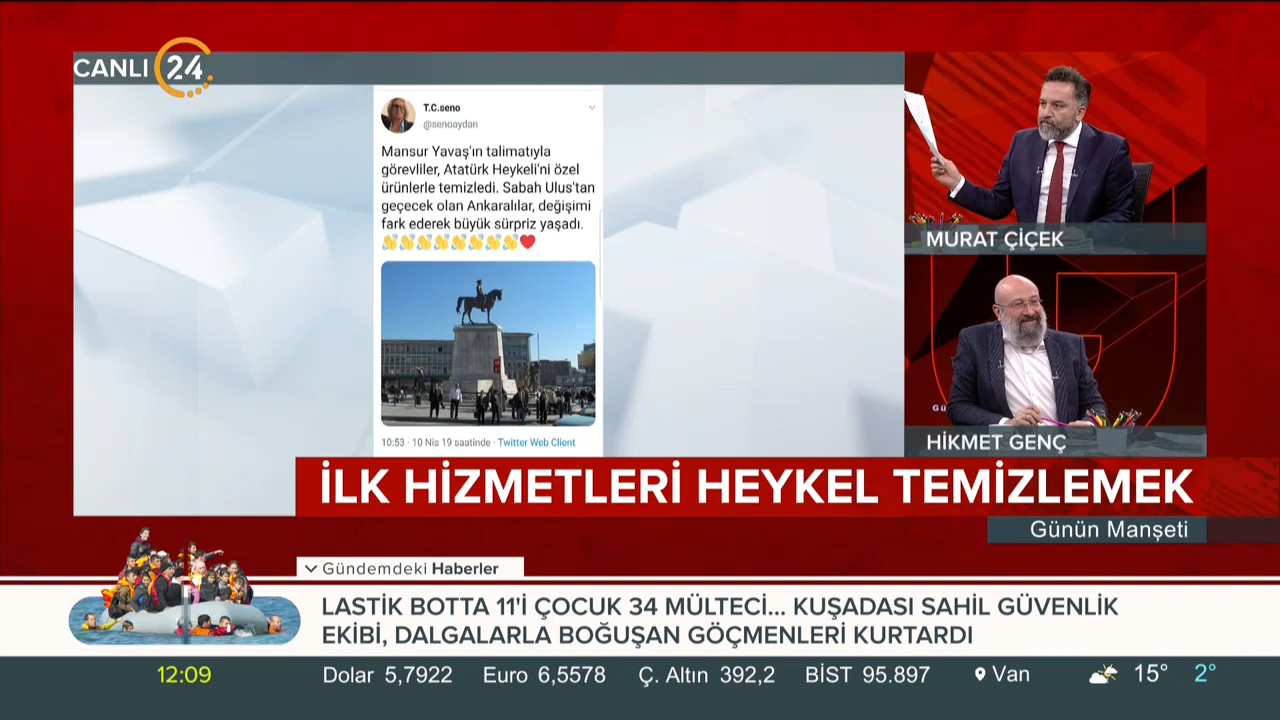 CANLI 24
T.C.seno
@senoaydan
Mansur Yavaş'ın talimatıyla
görevliler, Atatürk Heykeli'ni özel
ürünlerle temizledi. Sabah Ulus'tan
geçecek olan Ankaralılar, değişimi
fark ederek büyük sürpriz yaşadı.
10:53 · 10 Nis 19 saatinde · Twitter Web Client
MURAT ÇİÇEK
HİKMET GENÇ
İLK HİZMETLERİ HEYKEL TEMİZLEMEK
Günün Manşeti
Gündemdeki Haberler
LASTİK BOTTA 11'İ ÇOCUK 34 MÜLTECİ... KUŞADASI SAHİL GÜVENLİK
EKİBİ, DALGALARLA BOĞUŞAN GÖÇMENLERİ KURTARDI
12:09 Dolar 5,7922 Euro 6,5578 Ç. Altın 392,2 BİST 95.897 Van 15° 2°